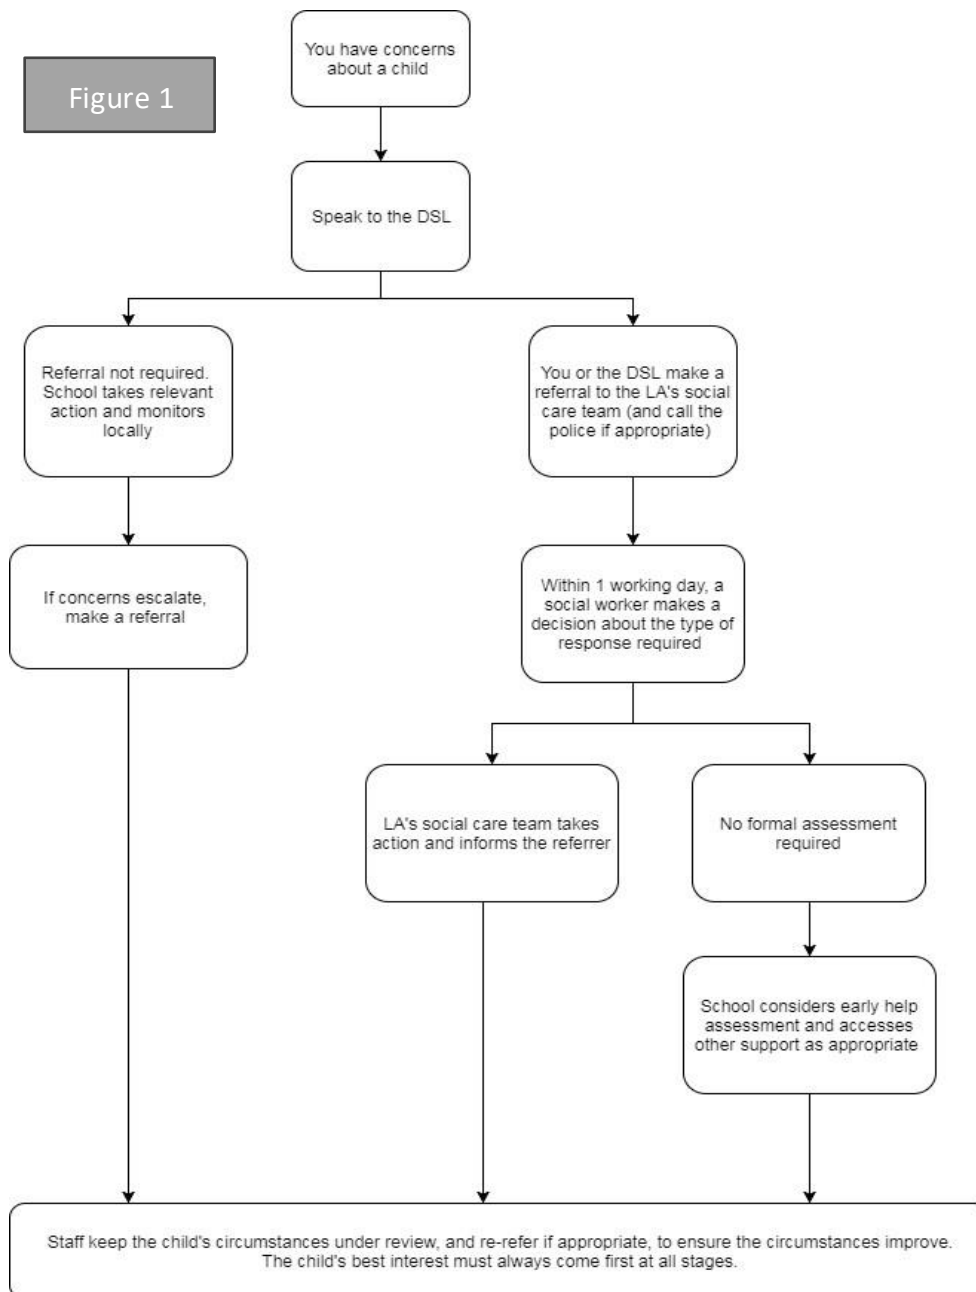 You have concerns
about a child
Figure 1
Speak to the DSL
Referral not required.
School takes relevant
action and monitors
locally
You or the DSL make a
referral to the LA's social
care team (and call the
police if appropriate)
If concerns escalate,
make a referral
Within 1 working day, a
social worker makes a
decision about the type of
response required
LA's social care team takes
action and informs the referrer
No formal assessment
required
School considers early help
assessment and accesses
other support as appropriate
Staff keep the child's circumstances under review, and re-refer if appropriate, to ensure the circumstances improve.
The child's best interest must always come first at all stages.